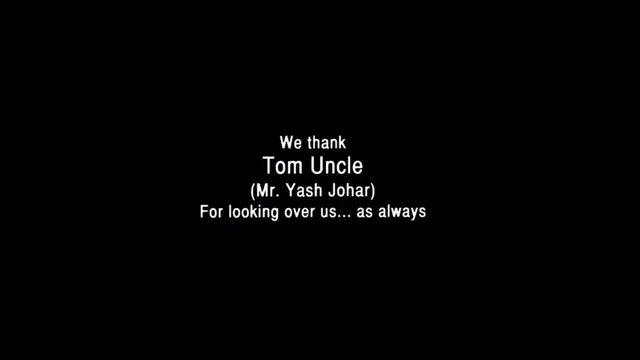 We thank
Tom Uncle
(Mr. Yash Johar)
For looking over us... as always